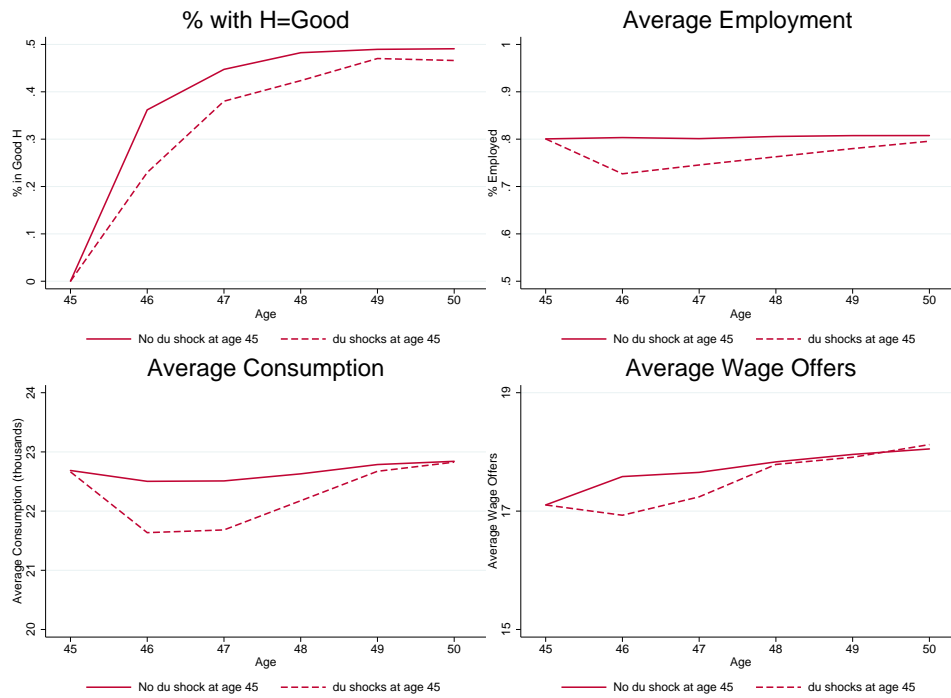 % with H=Good
% in Good H
.5
.4
.3
.2
.1
0
45 46 47 48 49 50
Age
No du shock at age 45 du shocks at age 45
Average Employment
% Employed
1
.9
.8
.7
.6
.5
45 46 47 48 49 50
Age
No du shock at age 45 du shocks at age 45
Average Consumption
Average Consumption (thousands)
24
23
22
21
20
45 46 47 48 49 50
Age
No du shock at age 45 du shocks at age 45
Average Wage Offers
Average Wage Offers
19
17
15
45 46 47 48 49 50
Age
No du shock at age 45 du shocks at age 45